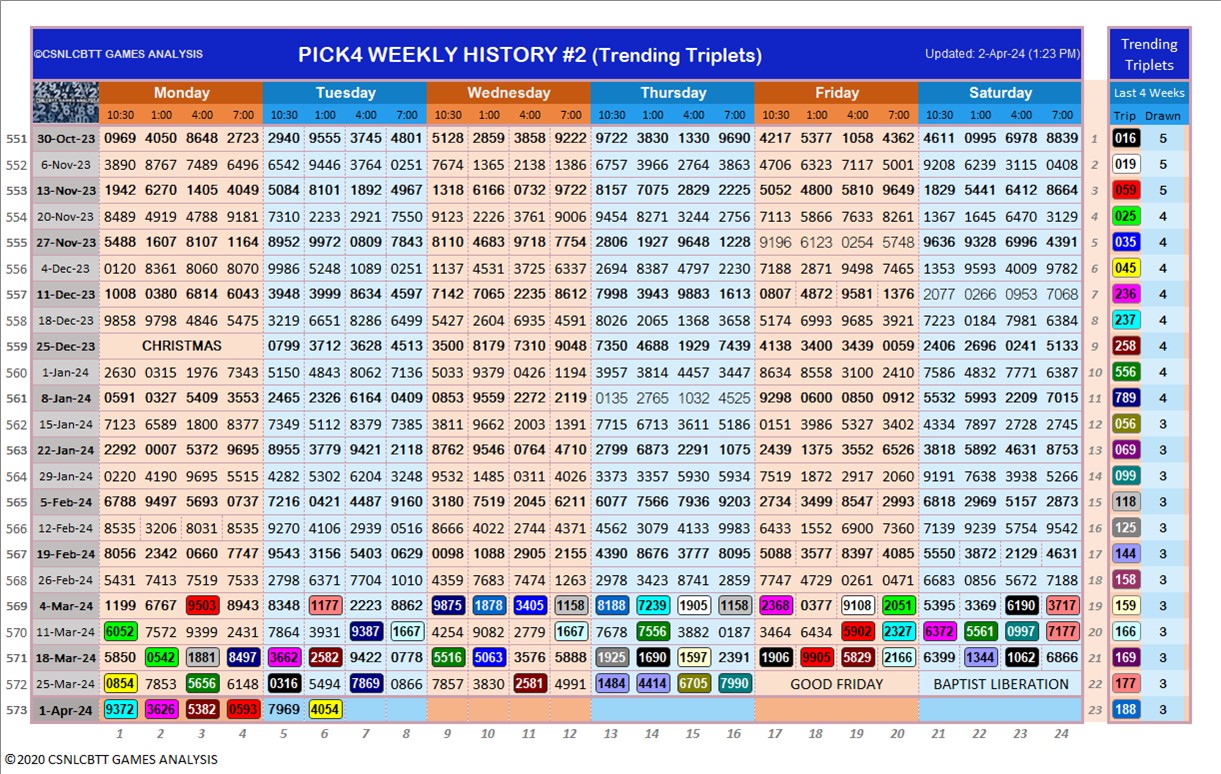 ©CSNLCBTT GAMES ANALYSIS PICK4 WEEKLY HISTORY #2 (Trending Triplets) Updated: 2-Apr-24 (1:23 PM) Trending Triplets
Monday Tuesday Wednesday Thursday Friday Saturday Last 4 Weeks
10:30 1:00 4:00 7:00 10:30 1:00 4:00 7:00 10:30 1:00 4:00 7:00 10:30 1:00 4:00 7:00 10:30 1:00 4:00 7:00 10:30 1:00 4:00 7:00 Trip Drawn
551 30-Oct-23 0969 4050 8648 2723 2940 9555 3745 4801 5128 2859 3858 9222 9722 3830 1330 9690 4217 5377 1058 4362 4611 0995 6978 8839 1 016 5
552 6-Nov-23 3890 8767 7489 6496 6542 9446 3764 0251 7674 1365 2138 1386 6757 3966 2764 3863 4706 6323 7117 5001 9208 6239 3115 0408 2 019 5
553 13-Nov-23 1942 6270 1405 4049 5084 8101 1892 4967 1318 6166 0732 9722 8157 7075 2829 2225 5052 4800 5810 9649 1829 5441 6412 8664 3 059 5
554 20-Nov-23 8489 4919 4788 9181 7310 2233 2921 7550 9123 2226 3761 9006 9454 8271 3244 2756 7113 5866 7633 8261 1367 1645 6470 3129 4 025 4
555 27-Nov-23 5488 1607 8107 1164 8952 9972 0809 7843 8110 4683 9718 7754 2806 1927 9648 1228 9196 6123 0254 5748 9636 9328 6996 4391 5 035 4
556 4-Dec-23 0120 8361 8060 8070 9986 5248 1089 0251 1137 4531 3725 6337 2694 8387 4797 2230 7188 2871 9498 7465 1353 9593 4009 9782 6 045 4
557 11-Dec-23 1008 0380 6814 6043 3948 3999 8634 4597 7142 7065 2235 8612 7998 3943 9883 1613 0807 4872 9581 1376 2077 0266 0953 7068 7 236 4
558 18-Dec-23 9858 9798 4846 5475 3219 6651 8286 6499 5427 2604 6935 4591 8026 2065 1368 3658 5174 6993 9685 3921 7223 0184 7981 6384 8 237 4
559 25-Dec-23 CHRISTMAS 0799 3712 3628 4513 3500 8179 7310 9048 7350 4688 1929 7439 4138 3400 3439 0059 2406 2696 0241 5133 9 258 4
560 1-Jan-24 2630 0315 1976 7343 5150 4843 8062 7136 5033 9379 0426 1194 3957 3814 4457 3447 8634 8558 3100 2410 7586 4832 7771 6387 10 556 4
561 8-Jan-24 0591 0327 5409 3553 2465 2326 6164 0409 0853 9559 2272 2119 0135 2765 1032 4525 9298 0600 0850 0912 5532 5993 2209 7015 11 789 4
562 15-Jan-24 7123 6589 1800 8377 7349 5112 8379 7385 3811 9662 2003 1391 7715 6713 3611 5186 0151 3986 5327 3402 4334 7897 2728 2745 12 056 3
563 22-Jan-24 2292 0007 5372 9695 8955 3779 9421 2118 8762 9546 0764 4710 2799 6873 2291 1075 2439 1375 3552 6526 3818 5892 4631 8753 13 069 3
564 29-Jan-24 0220 4190 9695 5515 4282 5302 6204 3249 9532 1485 0311 4026 3373 3357 5930 5934 7519 1872 2917 2060 9191 7638 3938 5266 14 099 3
565 5-Feb-24 6788 9497 5693 0737 7216 0421 4487 9160 3180 7519 2045 6211 6077 7566 7936 9203 2734 3499 8547 2993 6818 2969 5157 2873 15 118 3
566 12-Feb-24 8535 3206 8031 8535 9270 4106 2939 0516 8666 4022 2744 4371 4562 3079 4133 9983 6433 1552 6900 7360 7139 9239 5754 9542 16 125 3
567 19-Feb-24 8056 2342 0660 7747 9543 3156 5403 0629 0098 1088 2905 2155 4390 8676 3777 8095 5088 3577 8397 4085 5550 3872 2129 4631 17 144 3
568 26-Feb-24 5431 7413 7519 7533 2798 6371 7704 1010 4359 7683 7474 1263 2978 3423 8741 2859 7747 4729 0261 0471 6683 0856 5672 7188 18 158 3
569 4-Mar-24 1199 6767 9503 8943 8348 1177 2223 8862 9875 1878 3405 1158 8188 7239 1905 1158 2368 0377 9108 2051 5395 3369 6190 3717 19 159 3
570 11-Mar-24 6052 7572 9399 2431 7864 3931 9387 1667 4254 9082 2779 1667 7678 7556 3882 0187 3464 6434 5902 2327 6372 5561 0997 7177 20 166 3
571 18-Mar-24 5850 0542 1881 8497 3662 2582 9422 0778 5516 5063 3576 5888 1925 1690 1597 2391 1906 9905 5829 2166 6399 1344 1062 6866 21 169 3
572 25-Mar-24 0854 7853 5656 6148 0316 5494 7869 0866 7857 3830 2581 4991 1484 4414 6705 7990 GOOD FRIDAY BAPTIST LIBERATION 22 177 3
573 1-Apr-24 9372 3626 5382 0593 7969 4054 23 188 3
1 2 3 4 5 6 7 8 9 10 11 12 13 14 15 16 17 18 19 20 21 22 23 24
©2020 CSNLCBTT GAMES ANALYSIS